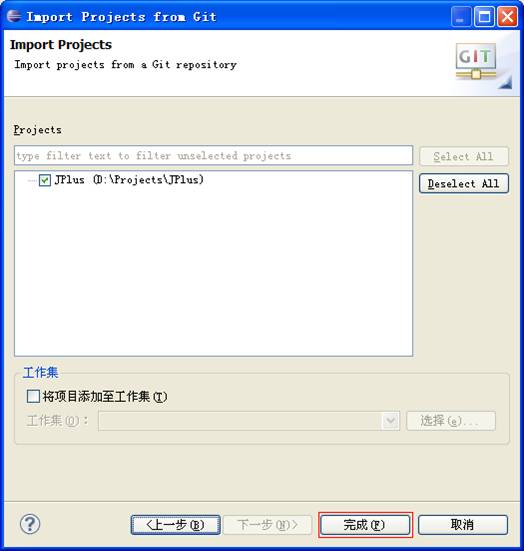 Import Projects from Git
Import Projects
Import projects from a Git repository
GIT
Projects
type filter text to filter unselected projects
Select All
JPlus (D:\Projects\JPlus)
Deselect All
工作集
将项目添加至工作集(T)
工作集(O):
选择(e)...
?
<上一步(B)
下一步(N)>
完成(F)
取消